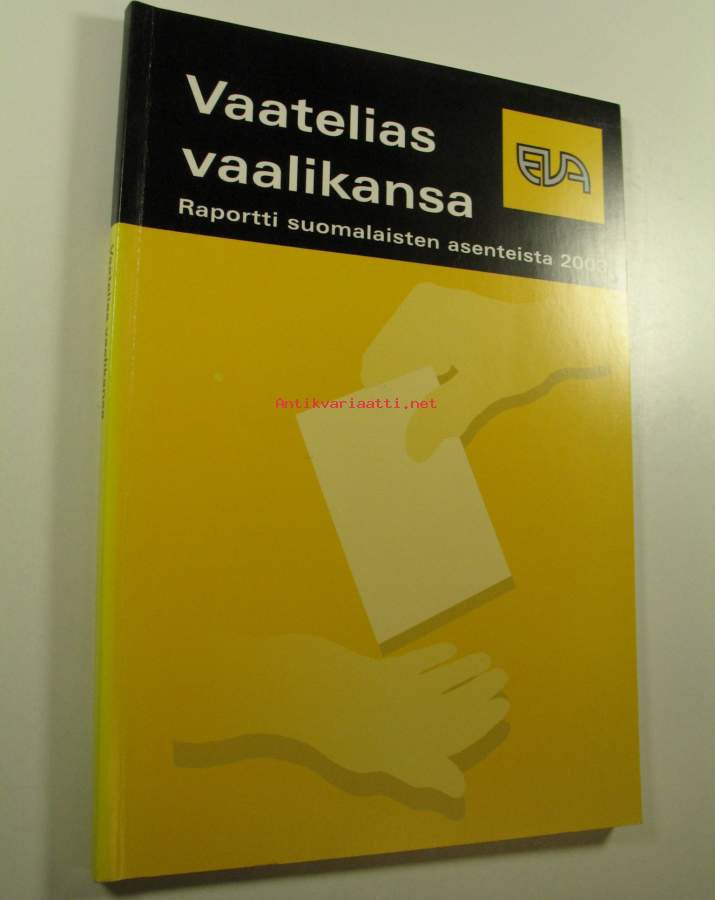 Vaatelias
vaalikansa
EVA
Raportti suomalaisten asenteista 2003
Antikvariaatti.net
Vaatelias vaalikansa